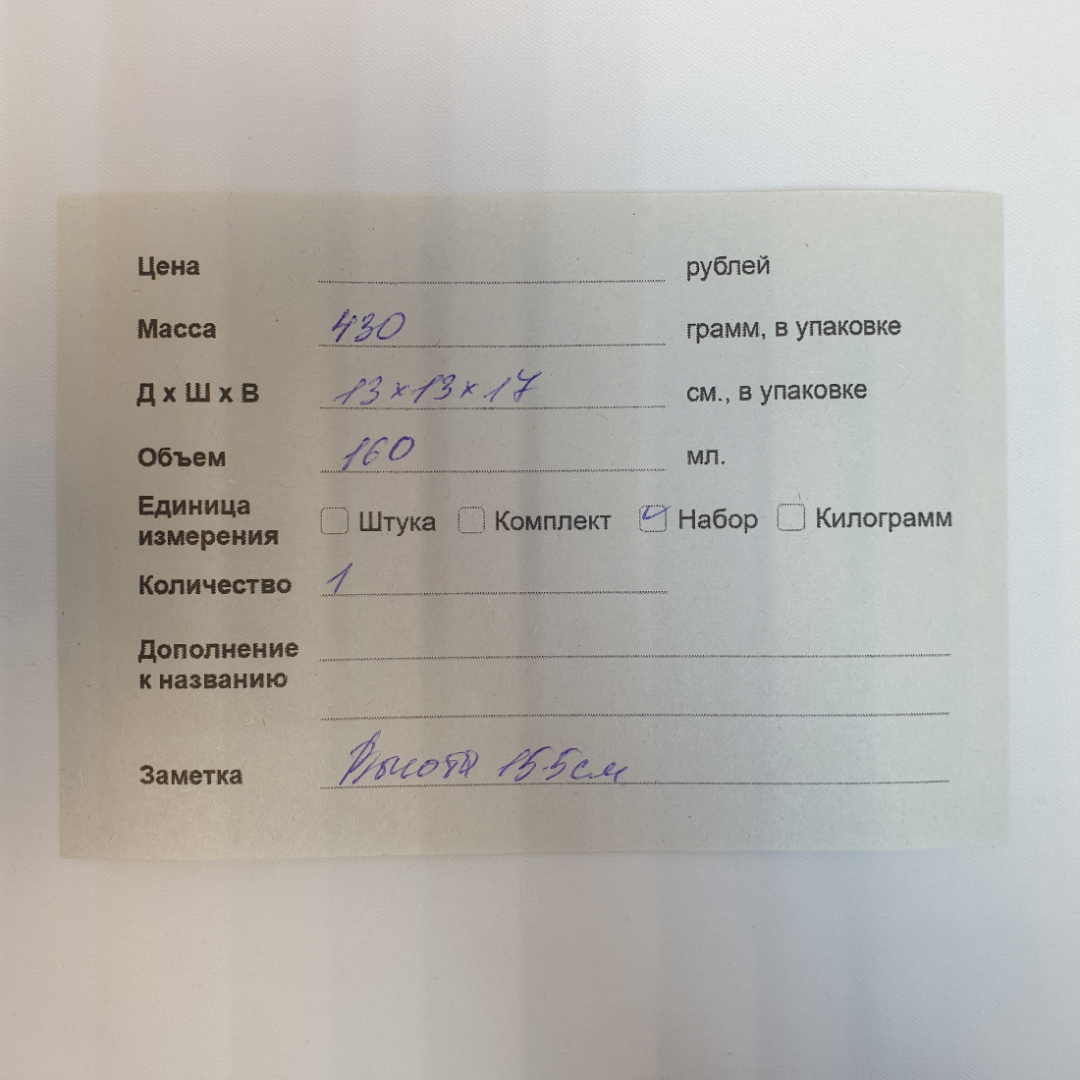 Цена рублей
Масса 430 грамм, в упаковке
Д х Ш х В 13×13×17 см., в упаковке
Объем 160 мл.
Единица измерения Штука Комплект Набор Килограмм
Количество 1
Дополнение
к названию
Заметка Высота 15.5см